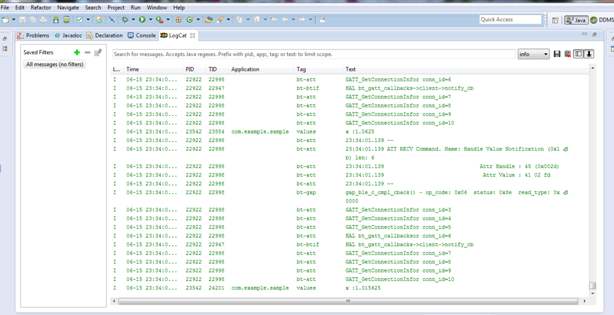 File Edit Refactor Navigate Search Project Run Window Help
Quick Access Java DDMS
Problems @ Javadoc Declaration Console LogCat
Saved Filters
All messages (no filters)
Search for messages. Accepts Java regexes. Prefix with pid:, app:, tag: or text: to limit scope. info
L... Time PID TID Application Tag Text
I 06-15 23:34:0... 22922 22998 bt-att GATT_GetConnectionInfor conn_id=6
I 06-15 23:34:0... 22922 22947 bt-btif HAL bt_gatt_callbacks->client->notify_cb
I 06-15 23:34:0... 22922 22998 bt-att GATT_GetConnectionInfor conn_id=7
I 06-15 23:34:0... 22922 22998 bt-att GATT_GetConnectionInfor conn_id=8
I 06-15 23:34:0... 22922 22998 bt-att GATT_GetConnectionInfor conn_id=9
I 06-15 23:34:0... 22922 22998 bt-att GATT_GetConnectionInfor conn_id=10
I 06-15 23:34:0... 23542 23554 com.example.sample values x :1.0625
I 06-15 23:34:0... 22922 22998 bt-att 23:34:01.139 --
I 06-15 23:34:0... 22922 22998 bt-att 23:34:01.139 ATT RECV Command. Name: Handle Value Notification (0x1
b) len: 6
I 06-15 23:34:0... 22922 22998 bt-att Attr Handle : 45 (0x002d)
I 06-15 23:34:0... 22922 22998 bt-att Attr Value : 41 02 fd
I 06-15 23:34:0... 22922 22998 bt-att 23:34:01.139 --
I 06-15 23:34:0... 22922 22998 bt-gap gap_ble_c_cmpl_cback() - op_code: 0x06 status: 0x8e read_type: 0x
0000
I 06-15 23:34:0... 22922 22998 bt-att GATT_GetConnectionInfor conn_id=3
I 06-15 23:34:0... 22922 22998 bt-att GATT_GetConnectionInfor conn_id=4
I 06-15 23:34:0... 22922 22998 bt-att GATT_GetConnectionInfor conn_id=5
I 06-15 23:34:0... 22922 22998 bt-att GATT_GetConnectionInfor conn_id=6
I 06-15 23:34:0... 22922 22947 bt-btif HAL bt_gatt_callbacks->client->notify_cb
I 06-15 23:34:0... 22922 22998 bt-att GATT_GetConnectionInfor conn_id=7
I 06-15 23:34:0... 22922 22998 bt-att GATT_GetConnectionInfor conn_id=8
I 06-15 23:34:0... 22922 22998 bt-att GATT_GetConnectionInfor conn_id=9
I 06-15 23:34:0... 22922 22998 bt-att GATT_GetConnectionInfor conn_id=10
I 06-15 23:34:0... 23542 24201 com.example.sample values x :1.015625